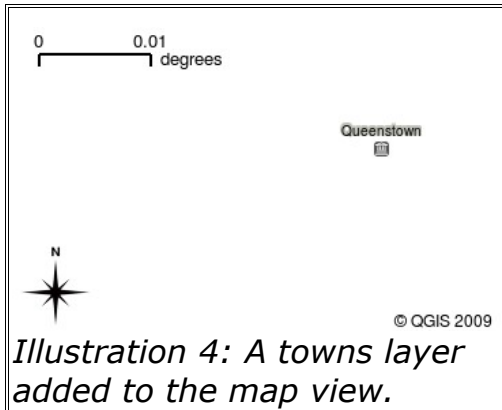 0 0.01
degrees
Queenstown
N
© QGIS 2009
Illustration 4: A towns layer
added to the map view.